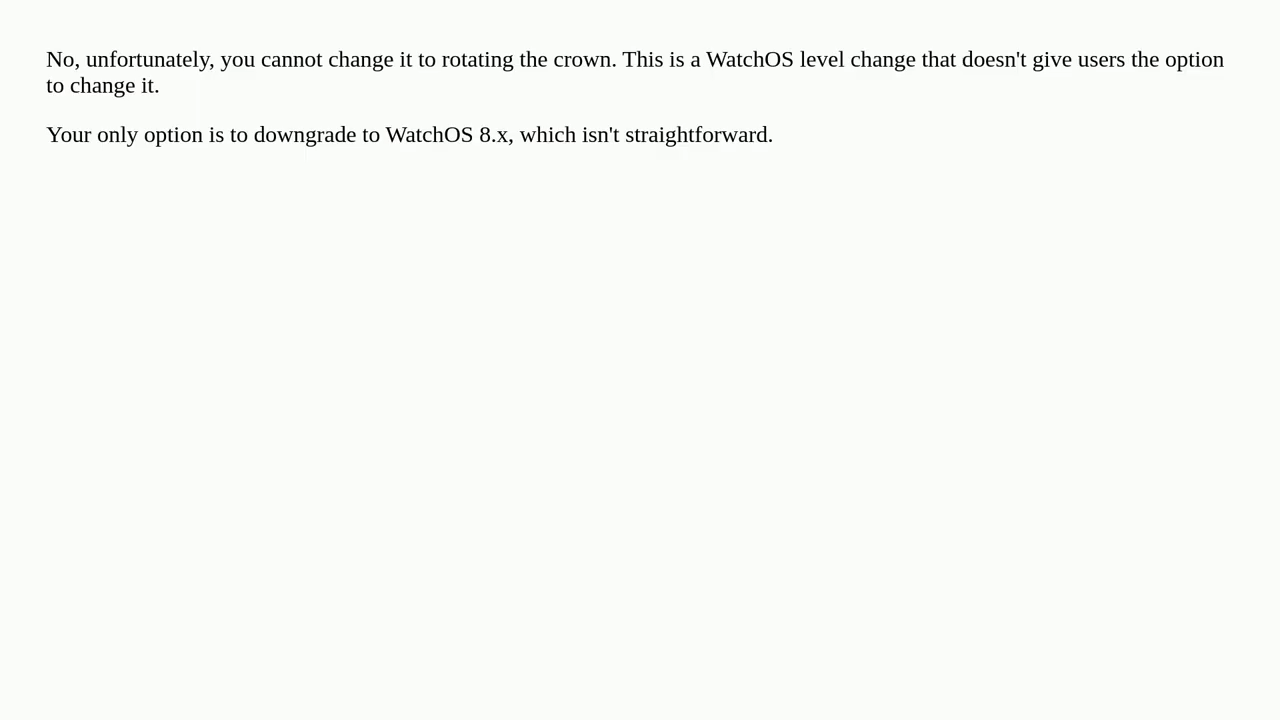 No, unfortunately, you cannot change it to rotating the crown. This is a WatchOS level change that doesn't give users the option
to change it.
Your only option is to downgrade to WatchOS 8.x, which isn't straightforward.